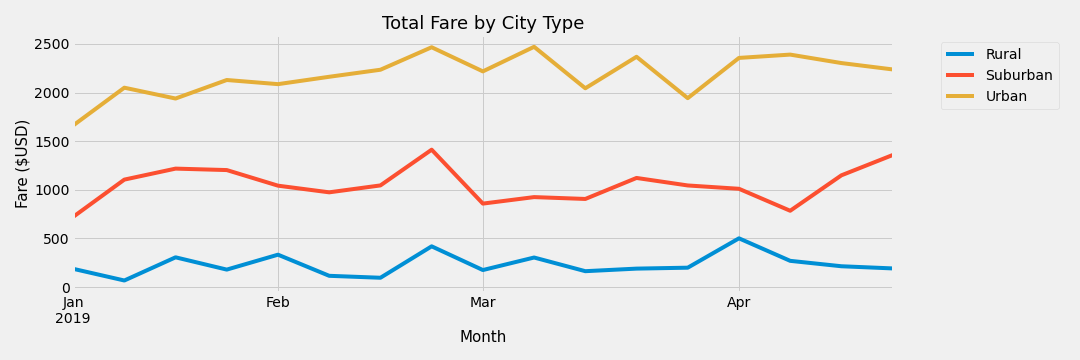 Total Fare by City Type
Rural
Suburban
Urban
Fare ($USD)
2500
2000
1500
1000
500
0
Jan
2019
Feb
Mar
Apr
Month